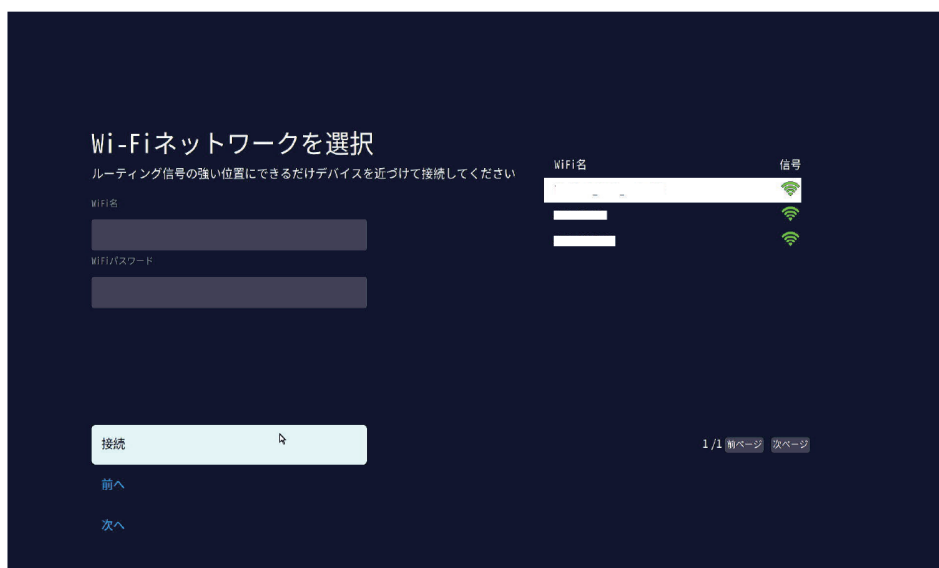 Wi-Fiネットワークを選択
ルーティング信号の強い位置にできるだけデバイスを近づけて接続してください
WiFi名
WiFiパスワード
接続
前へ
次へ
WiFi名 信号
1/1 前ページ 次ページ